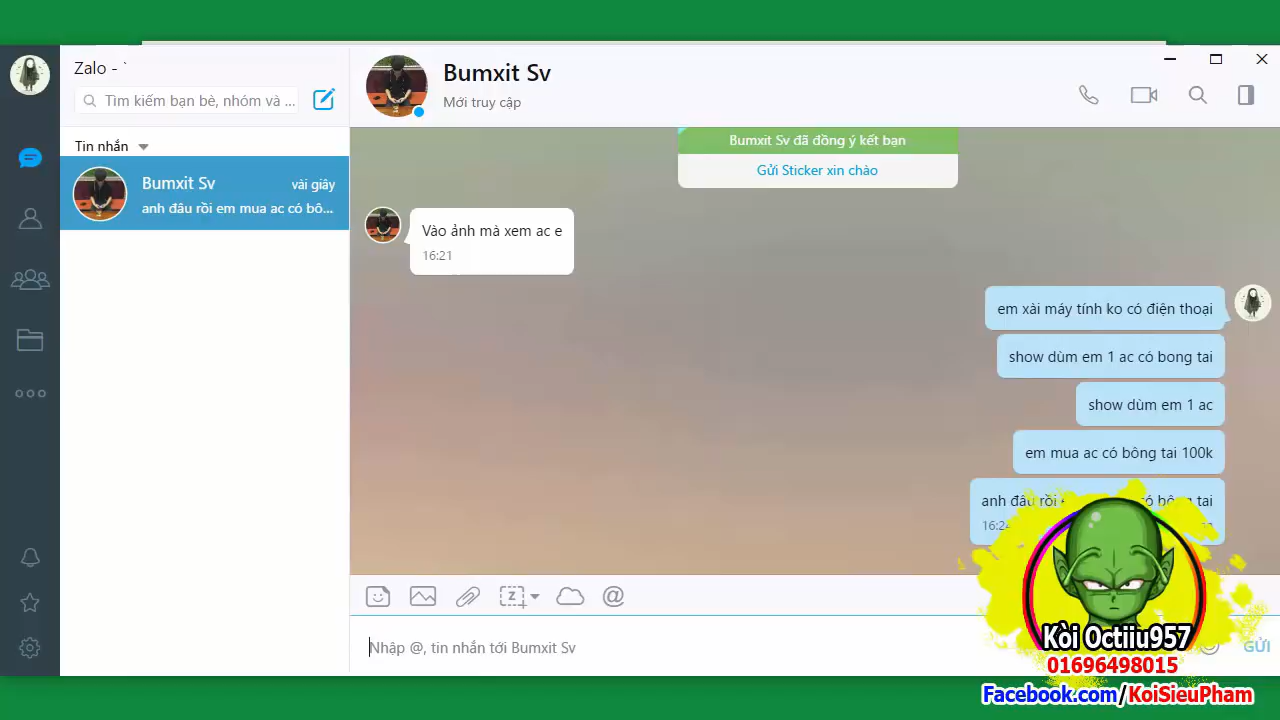 Zalo - `
Tìm kiếm bạn bè, nhóm và ...
Tin nhắn
Bumxit Sv
vài giây
anh đâu rồi em mua ac có bô...
Bumxit Sv
Mới truy cập
Bumxit Sv đã đồng ý kết bạn
Gửi Sticker xin chào
Vào ảnh mà xem ac e
16:21
em xài máy tính ko có điện thoại
show dùm em 1 ac có bong tai
show dùm em 1 ac
em mua ac có bông tai 100k
anh đâu rồi có bông tai
16:24
Nhập @, tin nhắn tới Bumxit Sv
GỬI
Kòi Octiiu957
01696498015
Facebook.com/KoiSieuPham